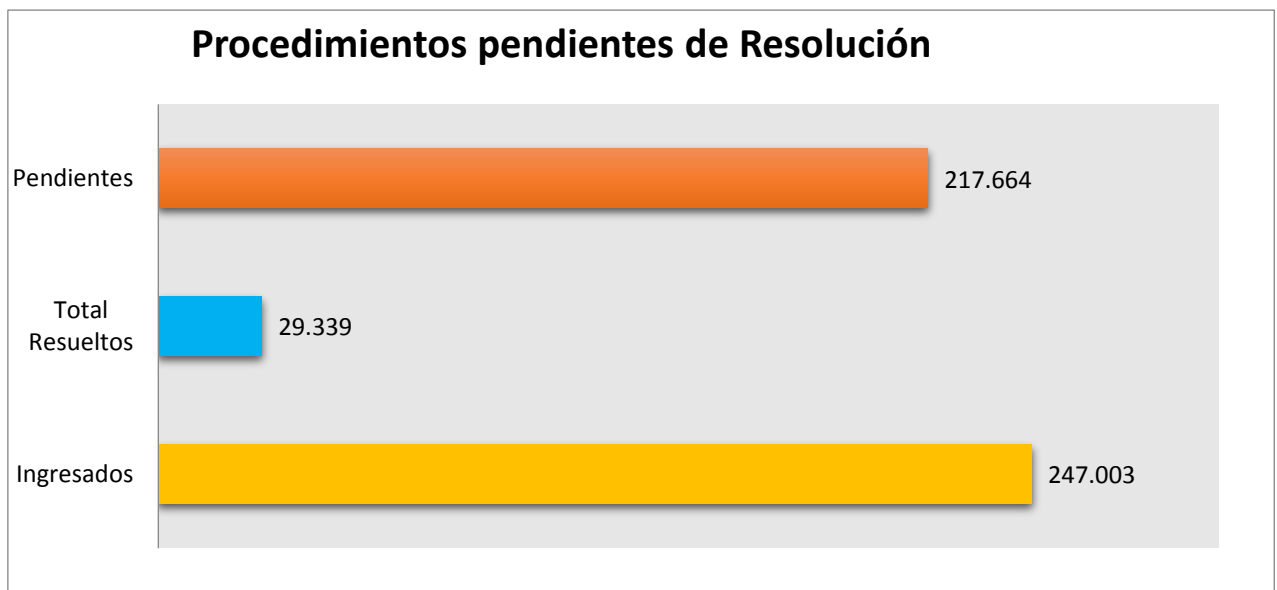 Procedimientos pendientes de Resolución
Pendientes
217.664
Total
Resueltos
29.339
Ingresados
247.003